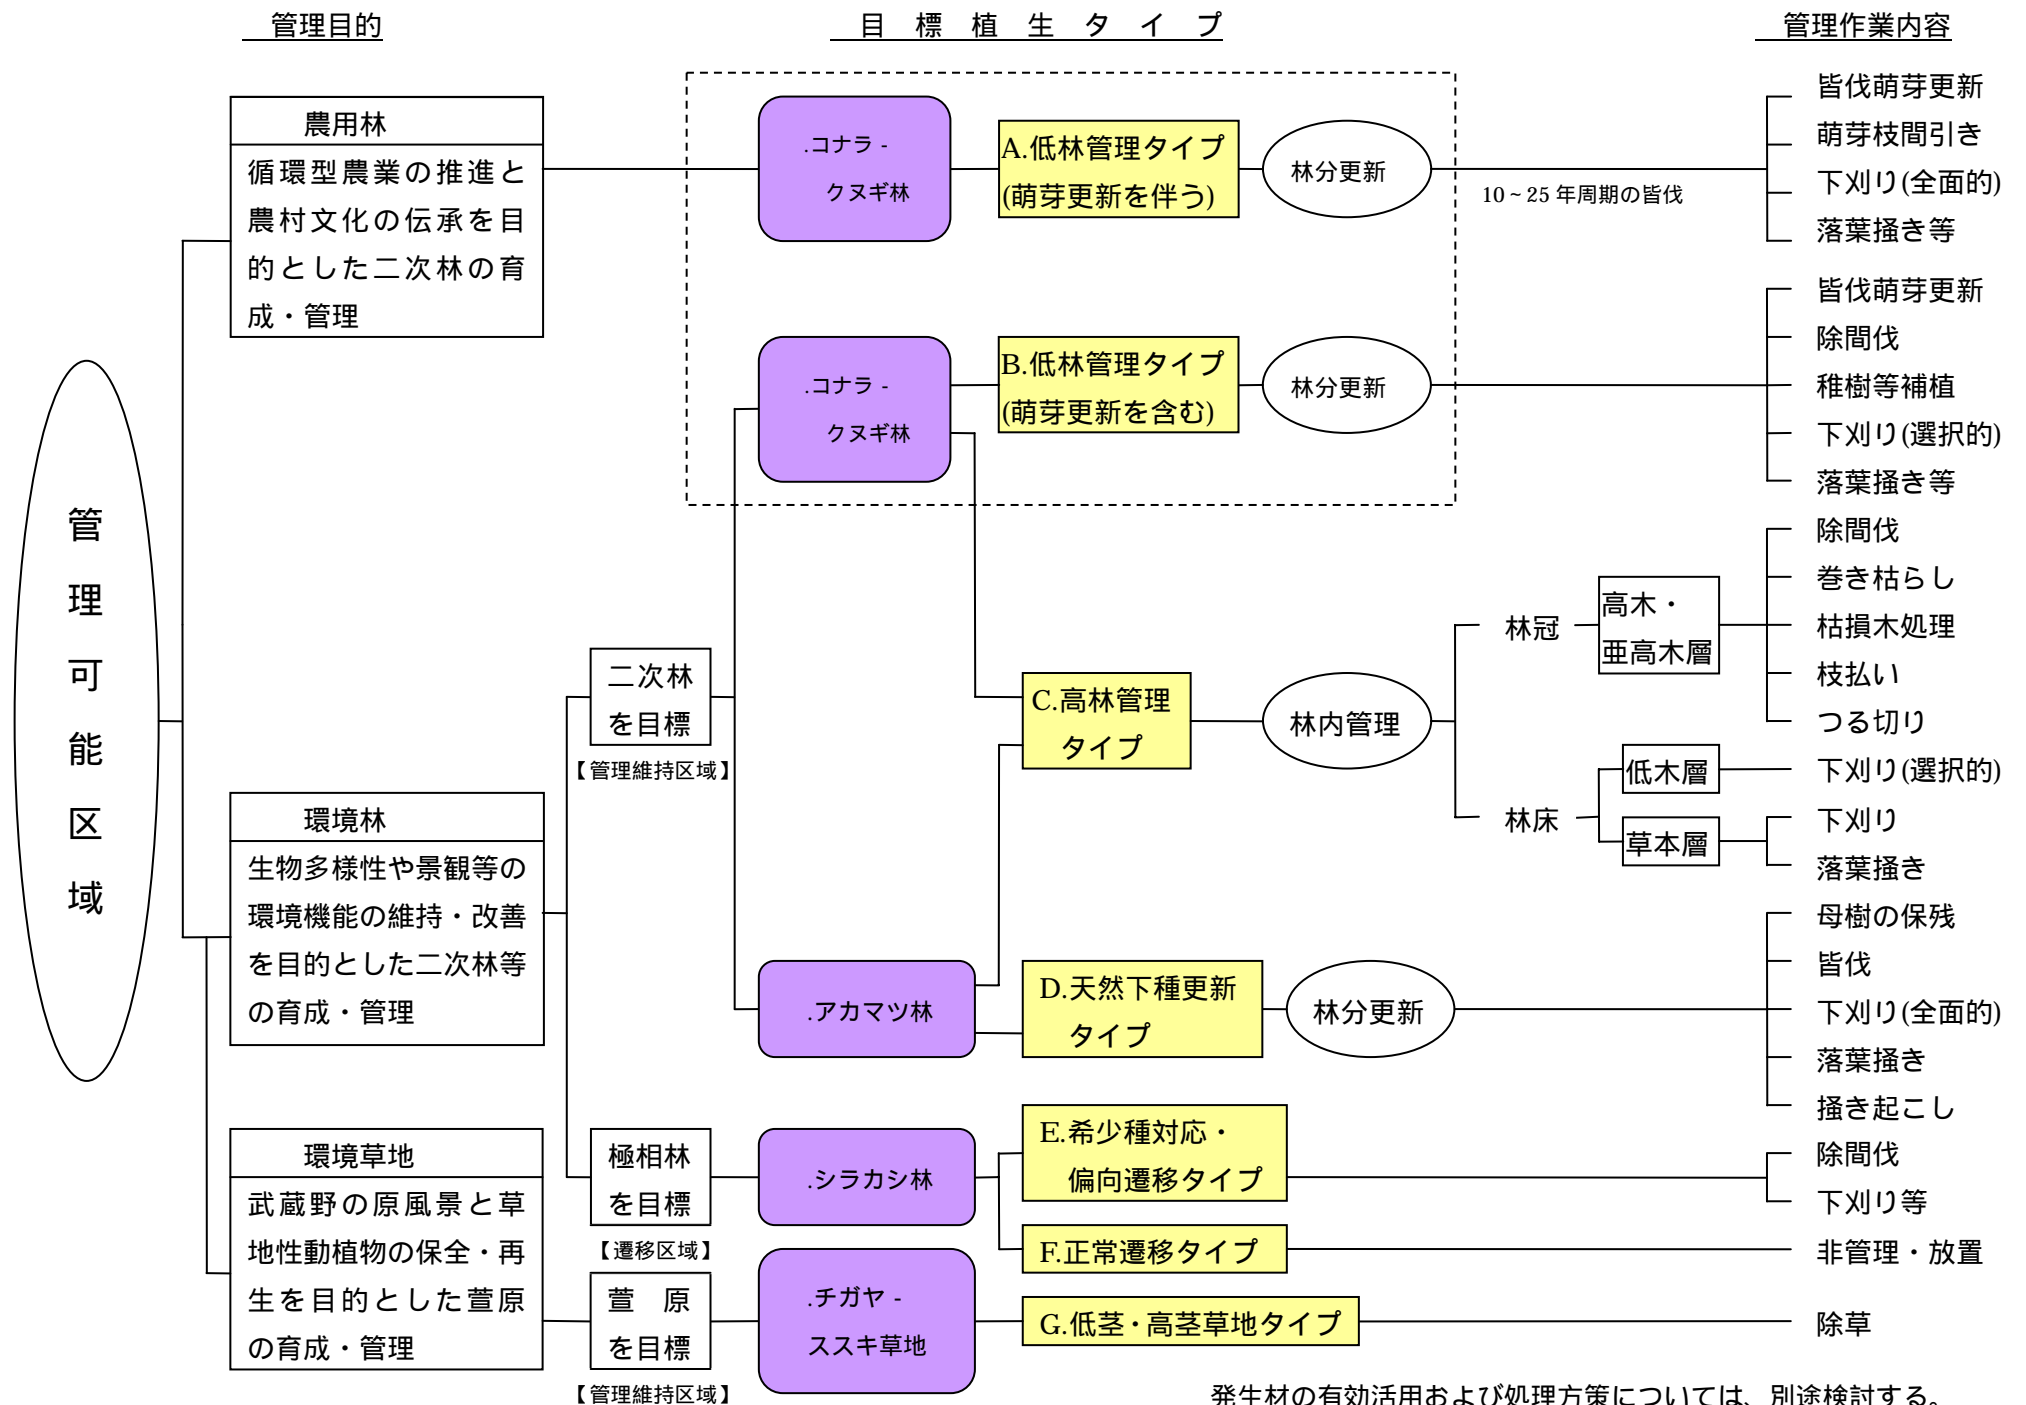 管理目的
目標植生タイプ
管理作業内容
農用林
循環型農業の推進と
農村文化の伝承を目
的とした二次林の育
成・管理
.コナラ -
クヌギ林
A.低林管理タイプ
(萌芽更新を伴う)
林分更新
10~25 年周期の皆伐
皆伐萌芽更新
萌芽枝間引き
下刈り(全面的)
落葉掻き等
.コナラ -
クヌギ林
B.低林管理タイプ
(萌芽更新を含む)
林分更新
皆伐萌芽更新
除間伐
稚樹等補植
下刈り(選択的)
落葉掻き等
管理可能区域
環境林
生物多様性や景観等の
環境機能の維持・改善
を目的とした二次林等
の育成・管理
二次林
を目標
【管理維持区域】
C.高林管理
タイプ
林内管理
林冠
高木・
亜高木層
除間伐
巻き枯らし
枯損木処理
枝払い
つる切り
林床
低木層
下刈り(選択的)
草本層
下刈り
落葉掻き
.アカマツ林
D.天然下種更新
タイプ
林分更新
母樹の保残
皆伐
下刈り(全面的)
落葉掻き
掻き起こし
極相林
を目標
【遷移区域】
.シラカシ林
E.希少種対応・
偏向遷移タイプ
除間伐
下刈り等
F.正常遷移タイプ
非管理・放置
環境草地
武蔵野の原風景と草
地性動植物の保全・再
生を目的とした萱原
の育成・管理
萱 原
を目標
【管理維持区域】
.チガヤ -
ススキ草地
G.低茎・高茎草地タイプ
除草
発生材の有効活用および処理方策については、別途検討する。